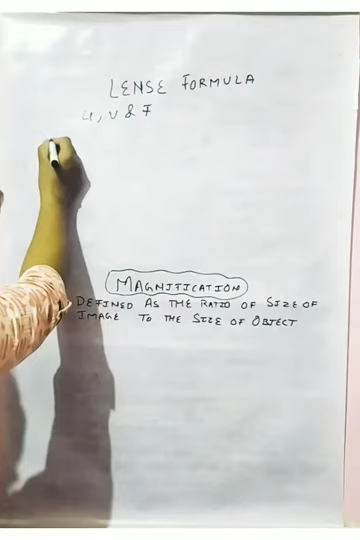 LENSE FORMULA
u, v & F
MAGNIFICATION
DEFINED AS THE RATIO OF SIZE OF
IMAGE TO THE SIZE OF OBJECT